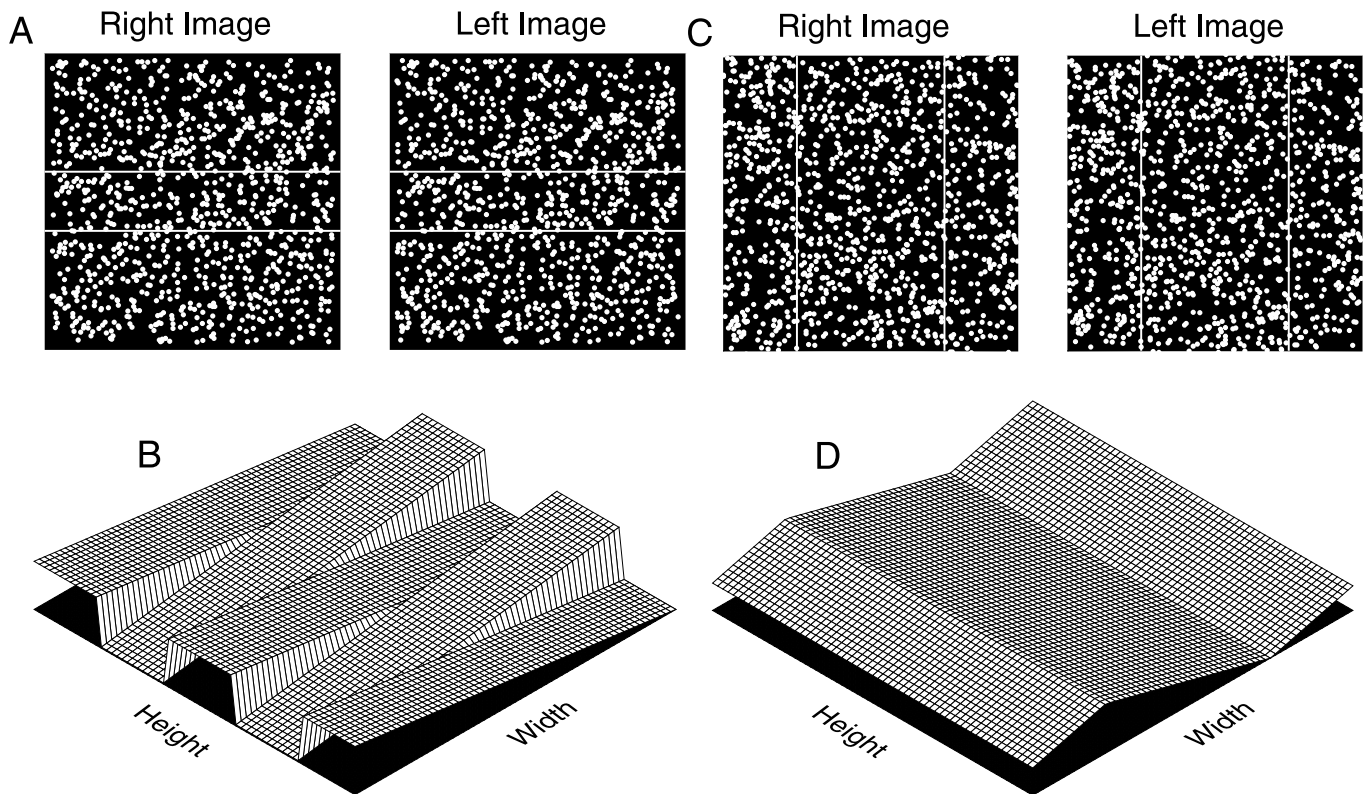 A
Right Image
Left Image
C
Right Image
Left Image
B
Height
Width
D
Height
Width